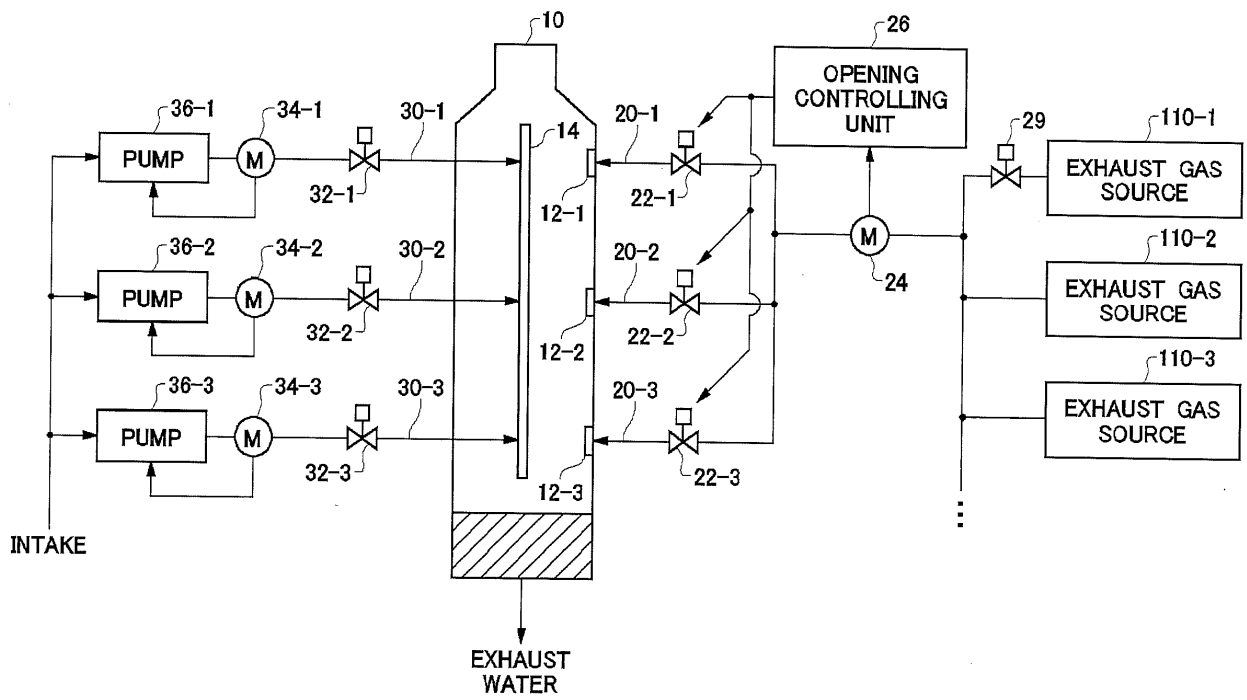 10
26
OPENING
CONTROLLING
UNIT
36-1
34-1
30-1
14
20-1
29
110-1
PUMP
M
32-1
12-1
22-1
EXHAUST GAS
SOURCE
36-2
34-2
30-2
20-2
M
24
110-2
PUMP
M
32-2
12-2
22-2
EXHAUST GAS
SOURCE
36-3
34-3
30-3
20-3
110-3
PUMP
M
32-3
12-3
22-3
EXHAUST GAS
SOURCE
INTAKE
EXHAUST
WATER